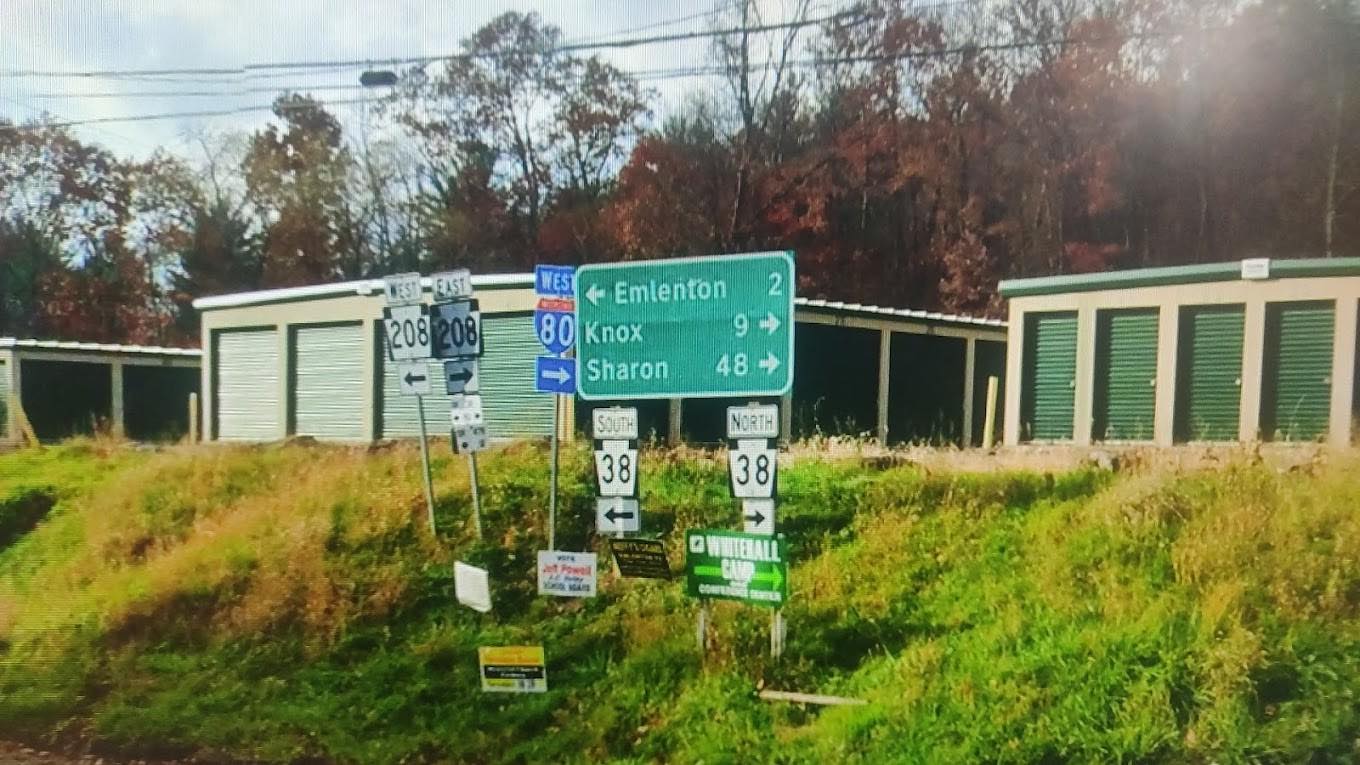 WEST
208
EAST
208
WEST
80
Emlenton 2
Knox 9
Sharon 48
SOUTH
38
NORTH
38
VOTE
Jeff Powell
SCHOOL BOARD
WHITEHALL
CAMP
AND
CONFERENCE CENTER